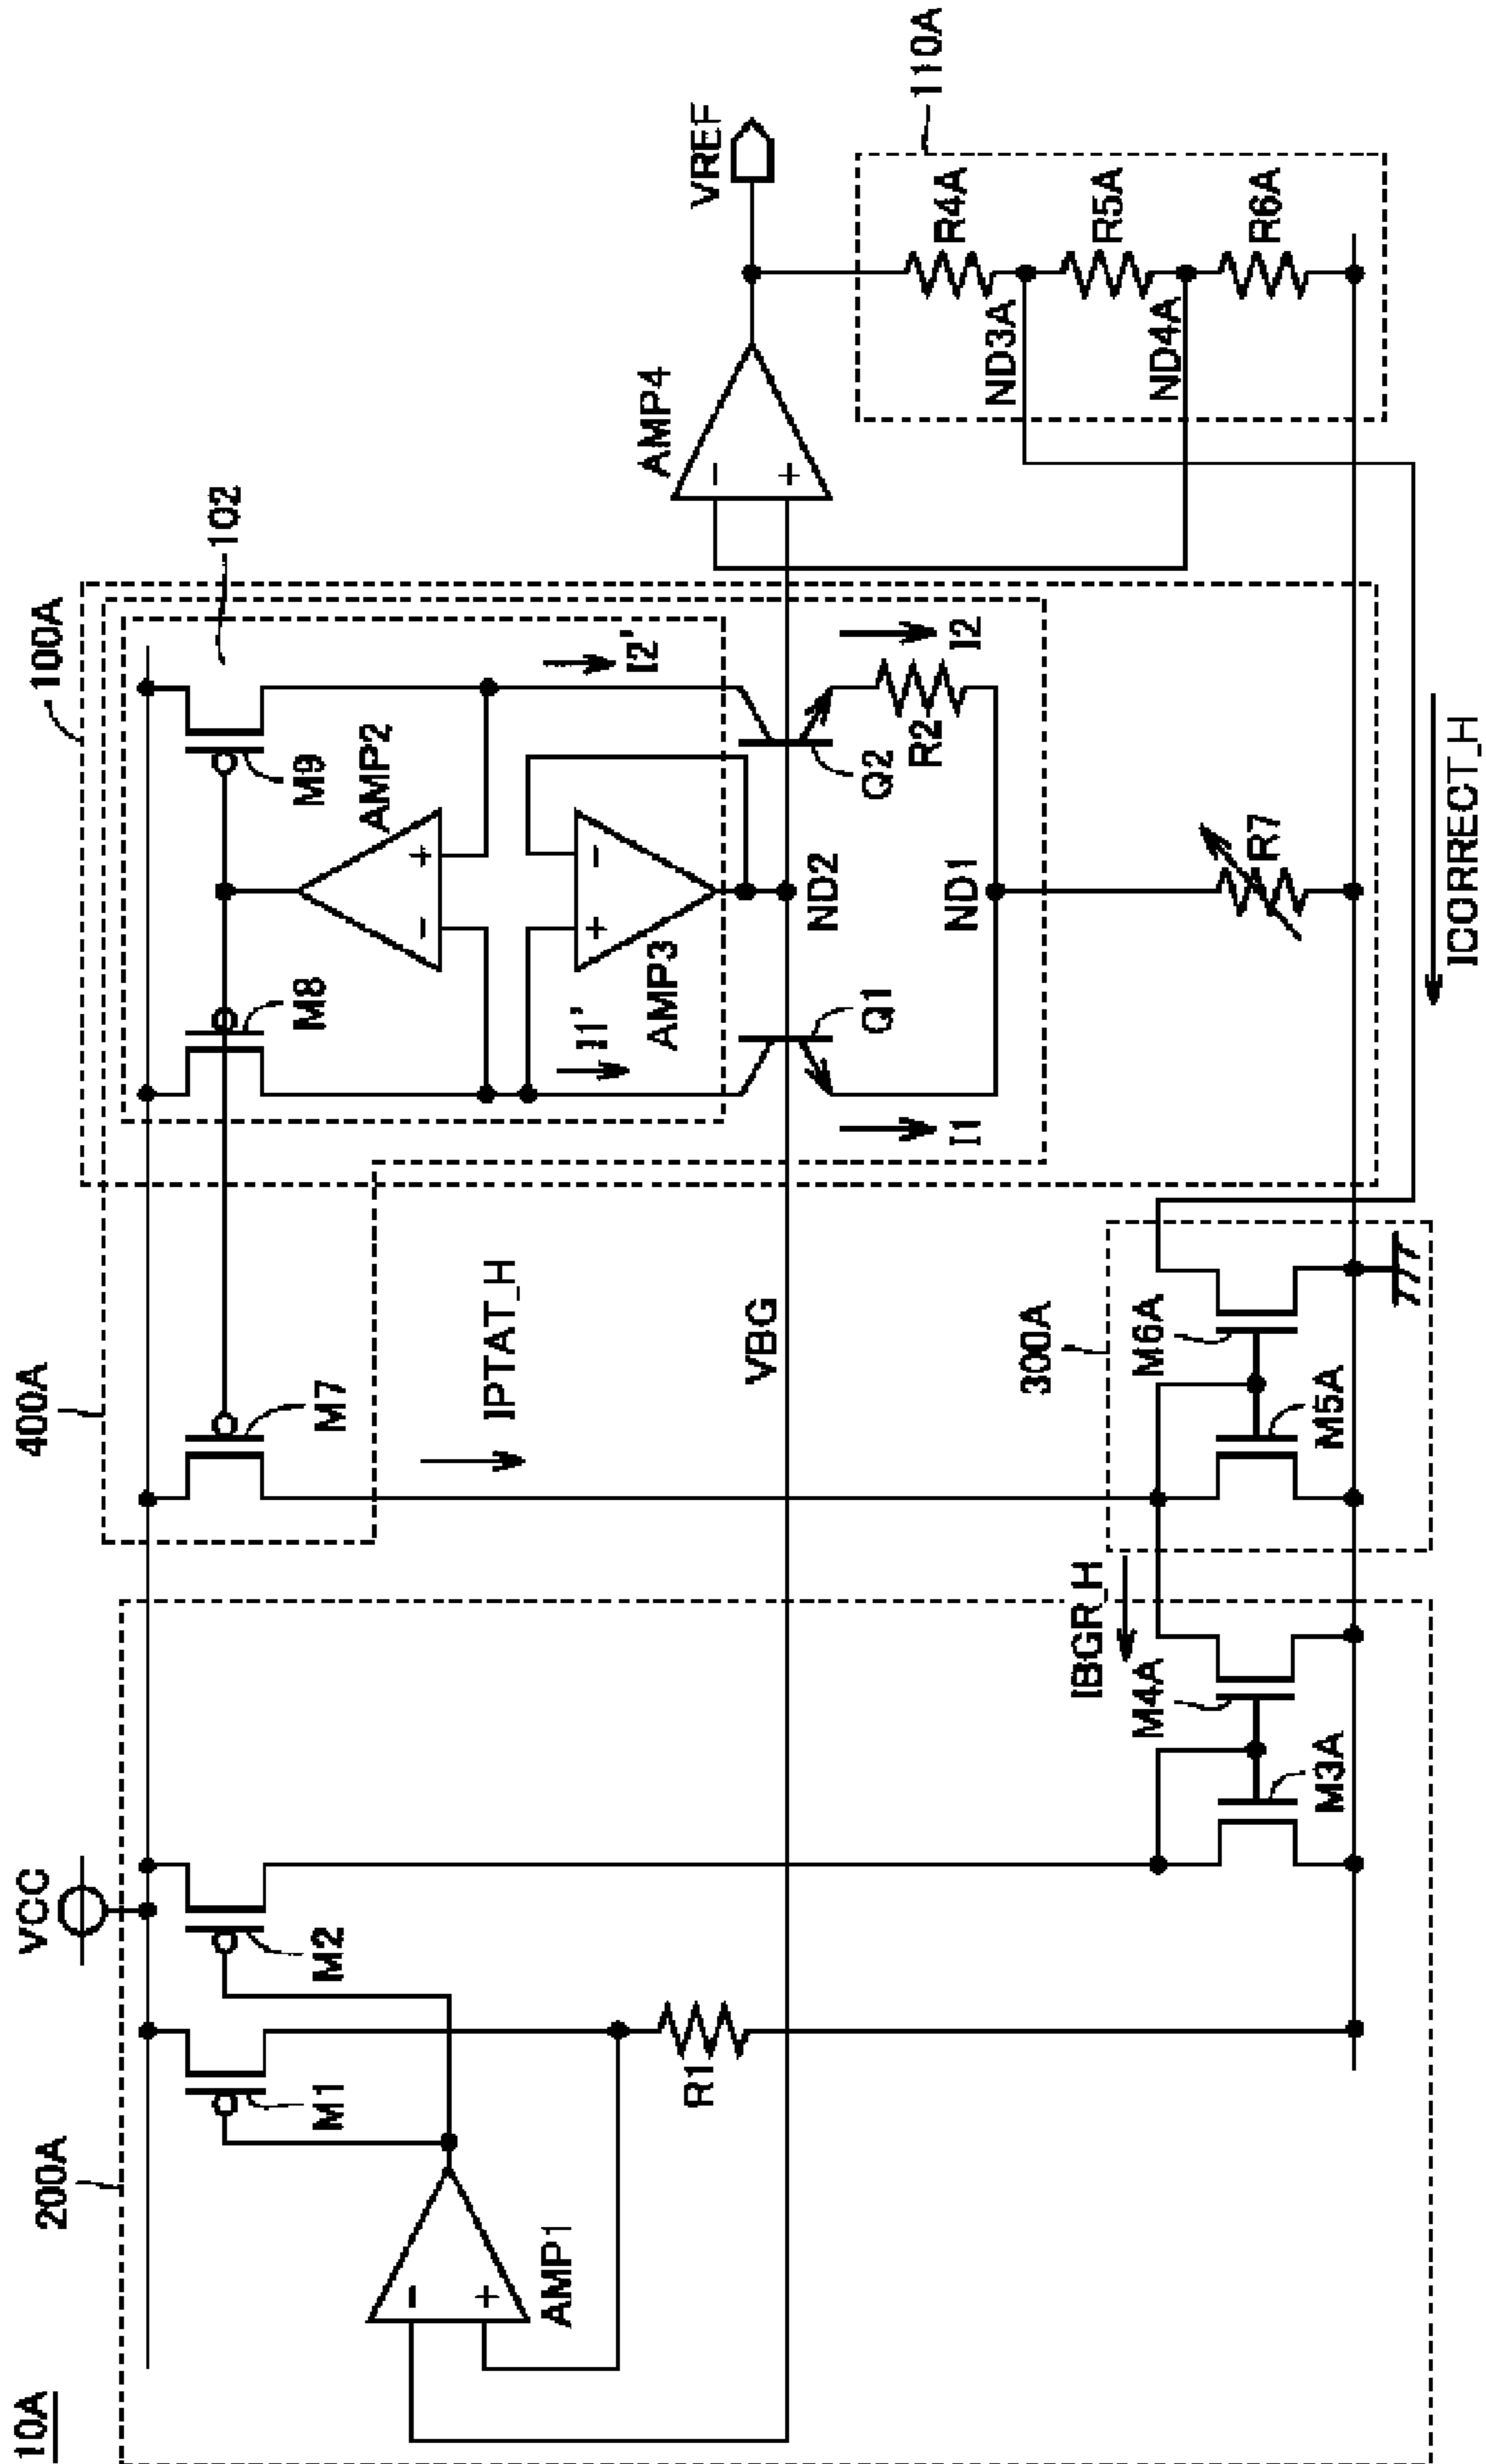 10A
200A
VCC
400A
100A
102
110A
M1
M2
M7
M8
M9
AMP1
AMP2
AMP3
AMP4
VREF
IPTAT_H
I1'
I2'
VBG
ND2
Q1
Q2
I1
I2
R1
R2
ND1
R7
R4A
R5A
R6A
ND3A
ND4A
IBGR_H
300A
M3A
M4A
M5A
M6A
ICORRECT_H
-
+
-
+
-
+
-
+